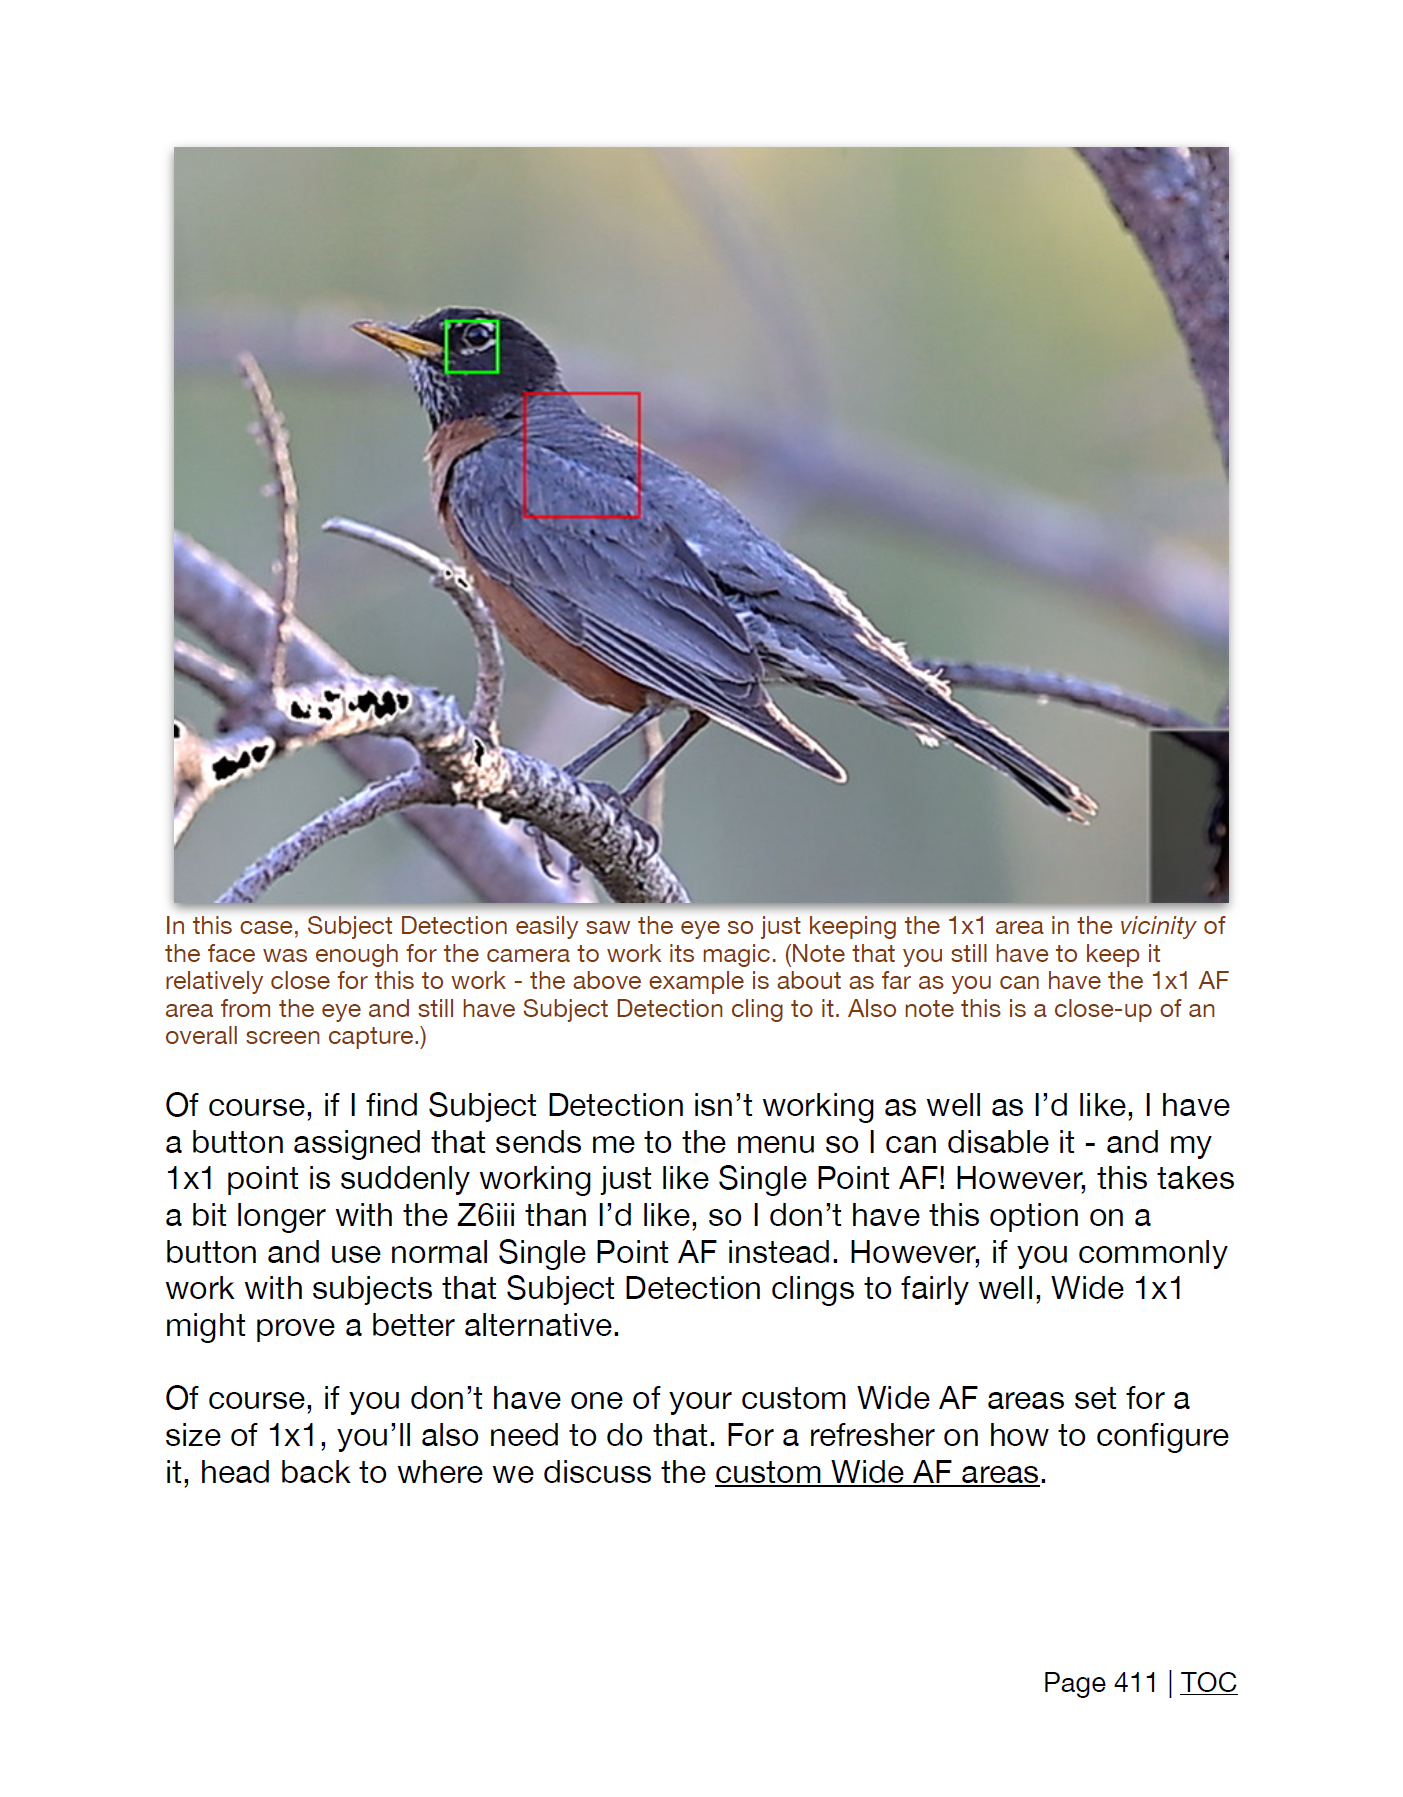 In this case, Subject Detection easily saw the eye so just keeping the 1x1 area in the vicinity of
the face was enough for the camera to work its magic. (Note that you still have to keep it
relatively close for this to work - the above example is about as far as you can have the 1x1 AF
area from the eye and still have Subject Detection cling to it. Also note this is a close-up of an
overall screen capture.)
Of course, if I find Subject Detection isn’t working as well as I’d like, I have
a button assigned that sends me to the menu so I can disable it - and my
1x1 point is suddenly working just like Single Point AF! However, this takes
a bit longer with the Z6iii than I’d like, so I don’t have this option on a
button and use normal Single Point AF instead. However, if you commonly
work with subjects that Subject Detection clings to fairly well, Wide 1x1
might prove a better alternative.
Of course, if you don’t have one of your custom Wide AF areas set for a
size of 1x1, you’ll also need to do that. For a refresher on how to configure
it, head back to where we discuss the custom Wide AF areas.
Page 411 | TOC